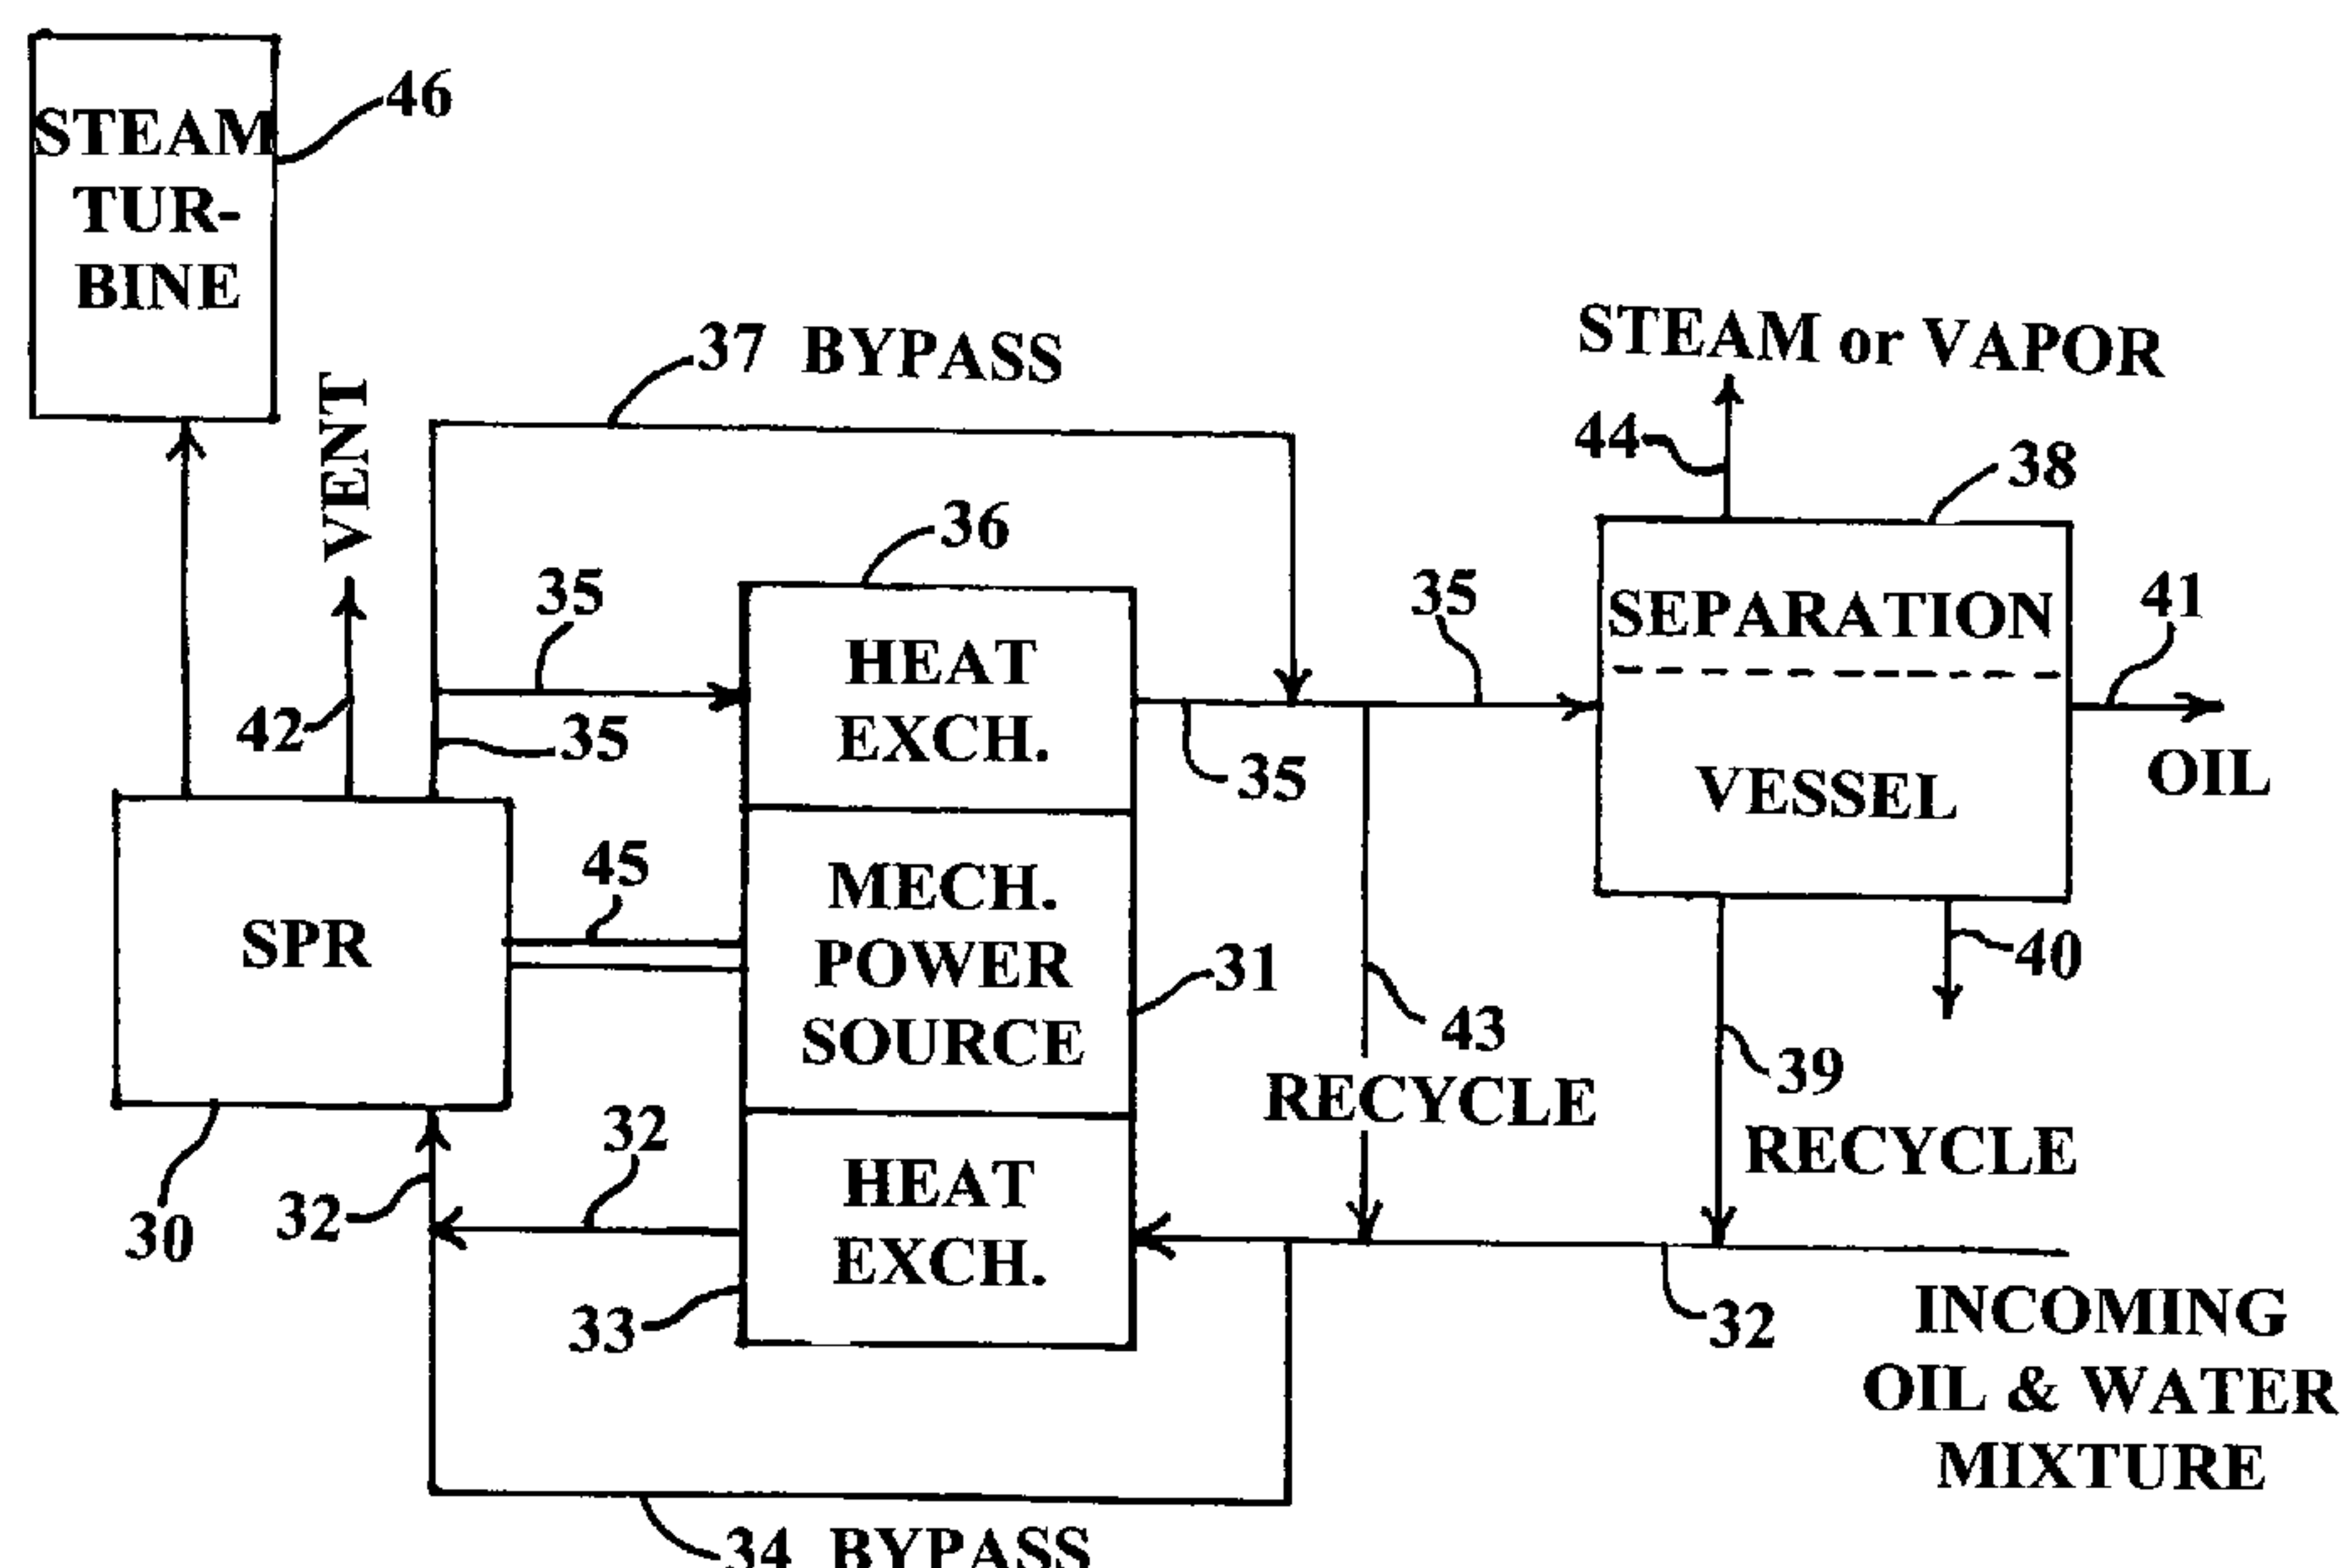 STEAM
TUR-
BINE
46
VENT
42
37 BYPASS
STEAM or VAPOR
44
38
36
35
35
HEAT
EXCH.
35
35
SEPARATION
VESSEL
41
OIL
SPR
45
MECH.
POWER
SOURCE
31
43
RECYCLE
40
39
RECYCLE
30
32
32
HEAT
EXCH.
33
32
INCOMING
OIL & WATER
MIXTURE
34 BYPASS